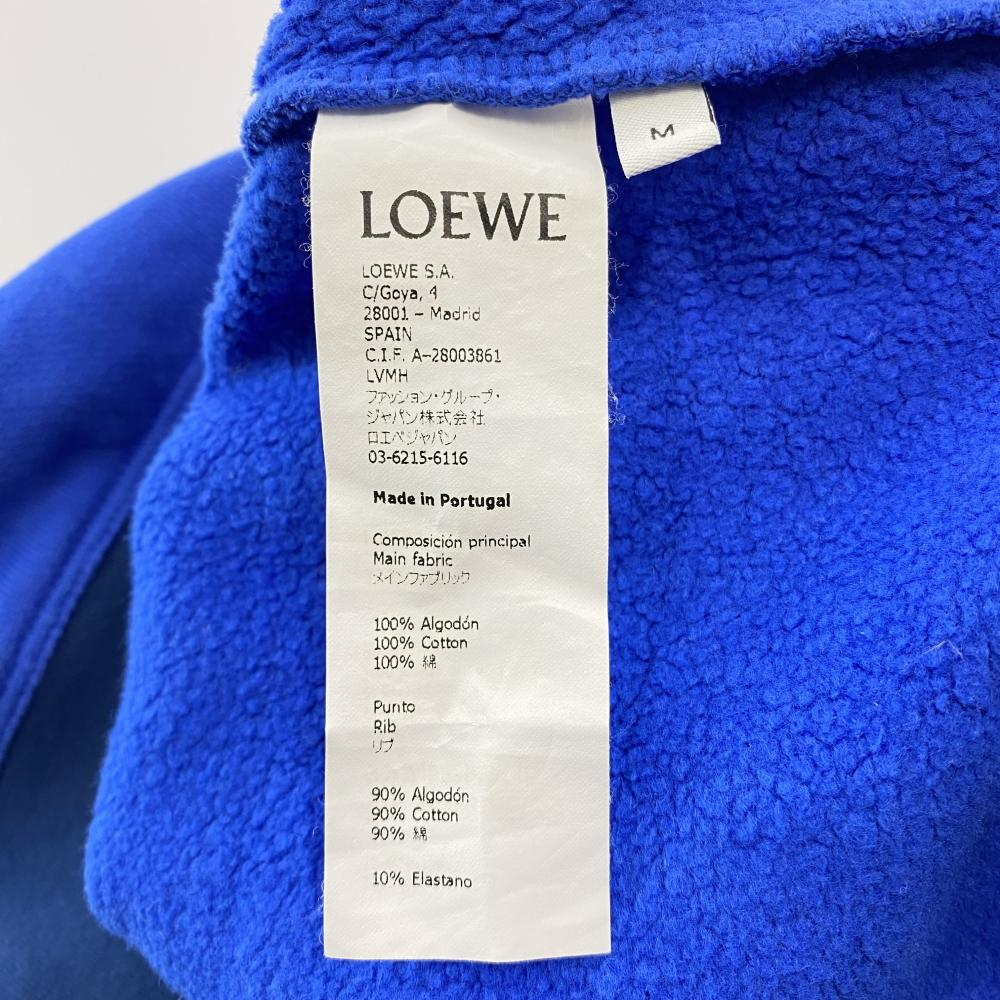 M
LOEWE
LOEWE S.A.
C/Goya, 4
28001 – Madrid
SPAIN
C.I.F. A-28003861
LVMH
ファッション・グループ・
ジャパン株式会社
ロエベジャパン
03-6215-6116
Made in Portugal
Composición principal
Main fabric
メインファブリック
100% Algodón
100% Cotton
100% 綿
Punto
Rib
リブ
90% Algodón
90% Cotton
90% 綿
10% Elastano